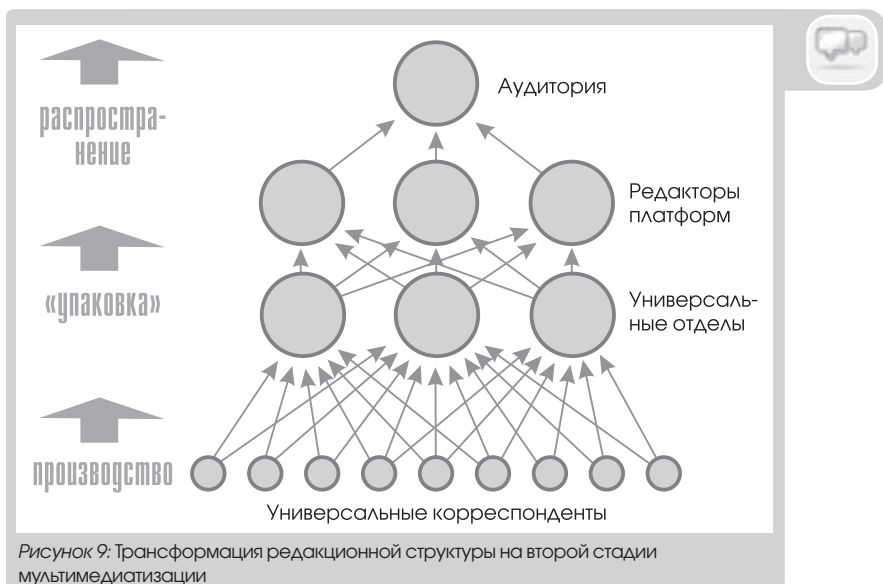 Аудитория
распростра-
нение
Редакторы
платформ
«упаковка»
Универсаль-
ные отделы
производство
Универсальные корреспонденты
Рисунок 9: Трансформация редакционной структуры на второй стадии
мультимедиатизации